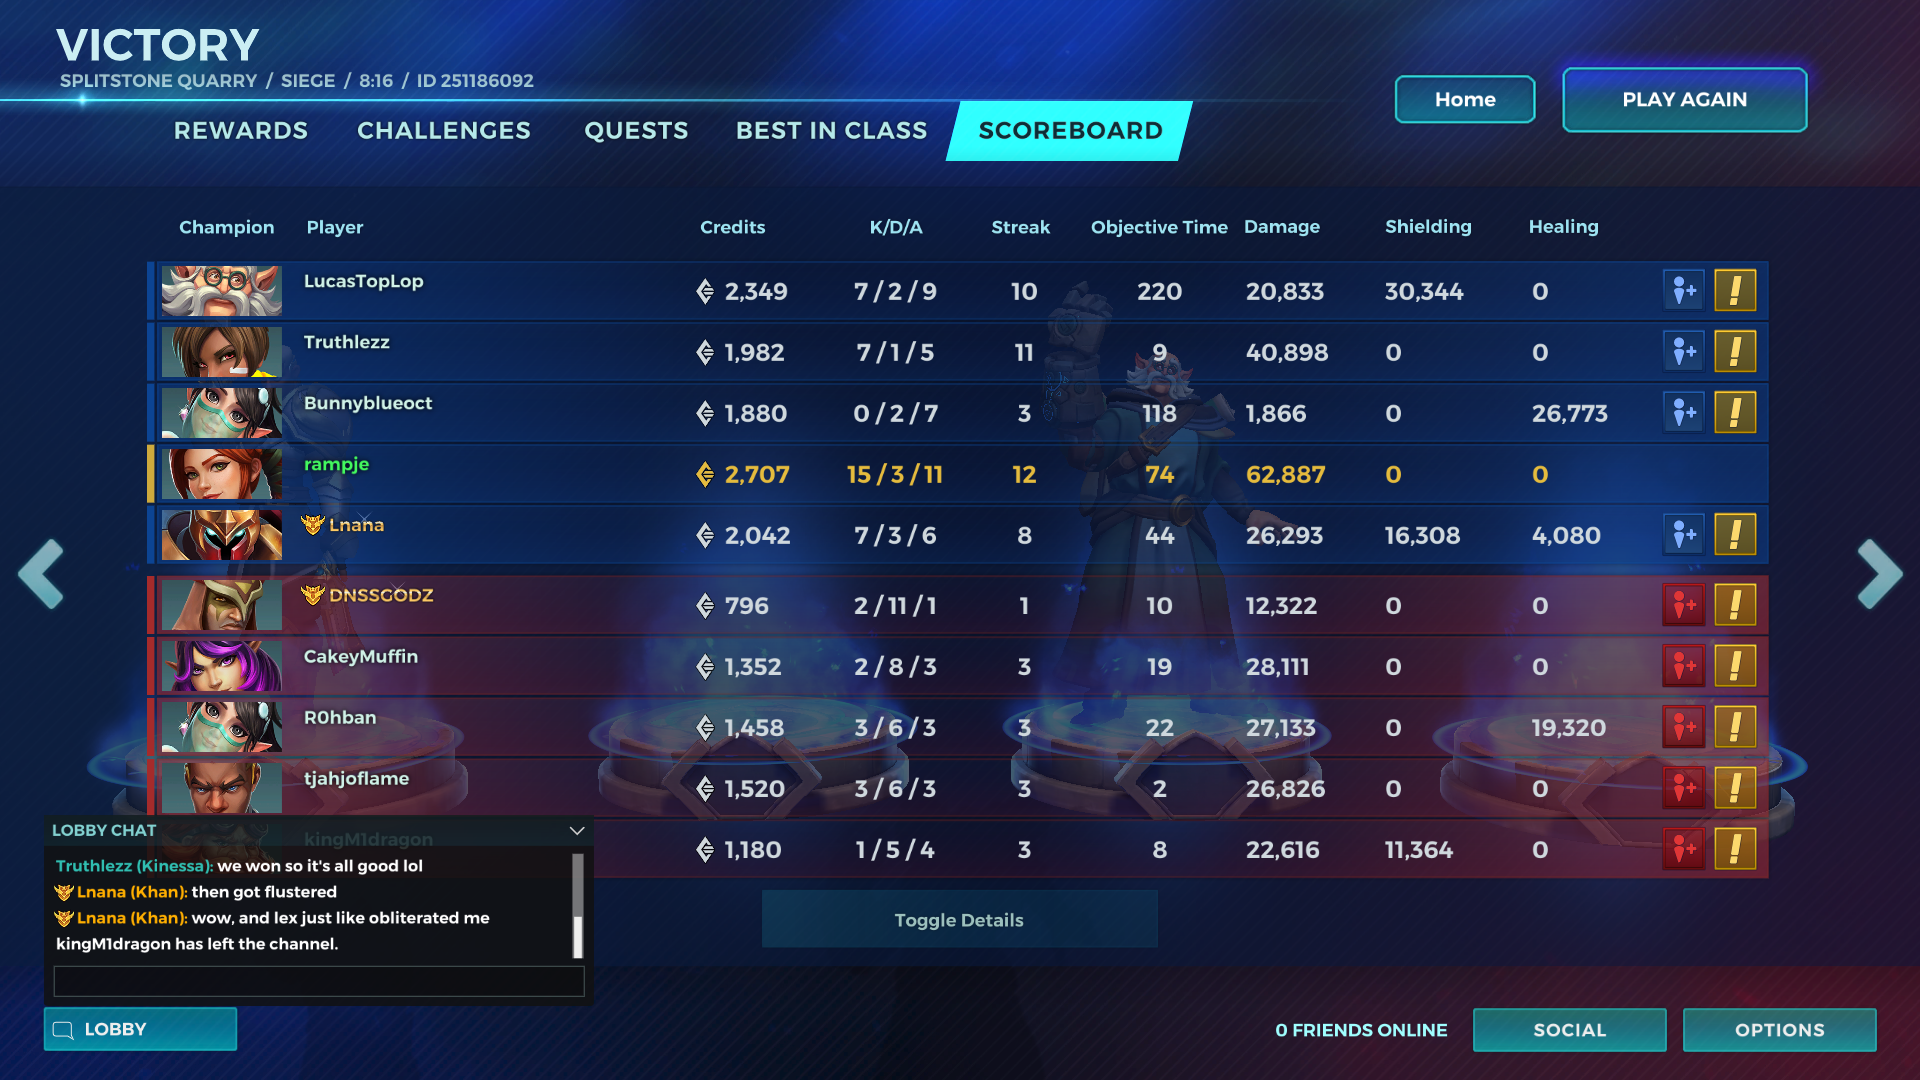 VICTORY
SPLITSTONE QUARRY / SIEGE / 8:16 / ID 251186092
Home
PLAY AGAIN
REWARDS CHALLENGES QUESTS BEST IN CLASS SCOREBOARD
Champion Player Credits K/D/A Streak Objective Time Damage Shielding Healing
LucasTopLop 2,349 7 / 2 / 9 10 220 20,833 30,344 0
Truthlezz 1,982 7 / 1 / 5 11 9 40,898 0 0
Bunnyblueoct 1,880 0 / 2 / 7 3 118 1,866 0 26,773
rampje 2,707 15 / 3 / 11 12 74 62,887 0 0
Lnana 2,042 7 / 3 / 6 8 44 26,293 16,308 4,080
DNSSGODZ 796 2 / 11 / 1 1 10 12,322 0 0
CakeyMuffin 1,352 2 / 8 / 3 3 19 28,111 0 0
R0hban 1,458 3 / 6 / 3 3 22 27,133 0 19,320
tjahjoflame 1,520 3 / 6 / 3 3 2 26,826 0 0
kingM1dragon 1,180 1 / 5 / 4 3 8 22,616 11,364 0
LOBBY CHAT
Truthlezz (Kinessa): we won so it's all good lol
Lnana (Khan): then got flustered
Lnana (Khan): wow, and lex just like obliterated me
kingM1dragon has left the channel.
Toggle Details
LOBBY
0 FRIENDS ONLINE
SOCIAL
OPTIONS